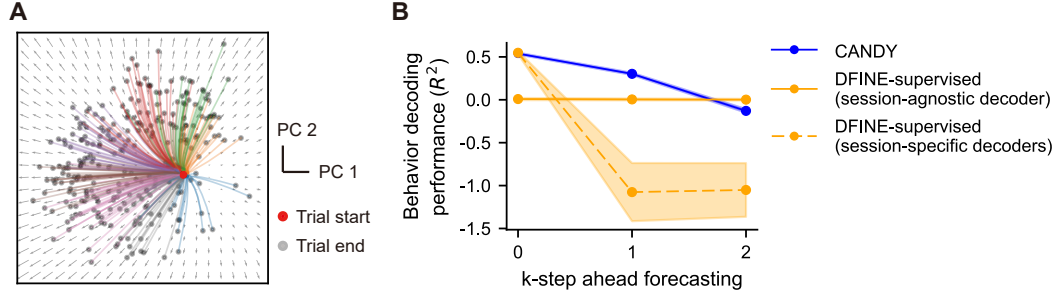 A
PC 2
PC 1
Trial start
Trial end
B
Behavior decoding
performance (R²)
0.5
0.0
-0.5
-1.0
-1.5
0
1
2
k-step ahead forecasting
CANDY
DFINE-supervised
(session-agnostic decoder)
DFINE-supervised
(session-specific decoders)